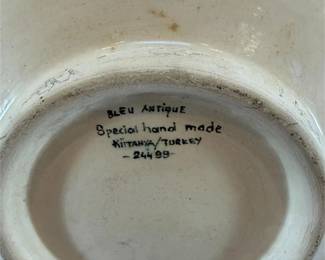 BLEU ANTIQUE
Special hand made
KÜTAHYA/TURKEY
-24499-